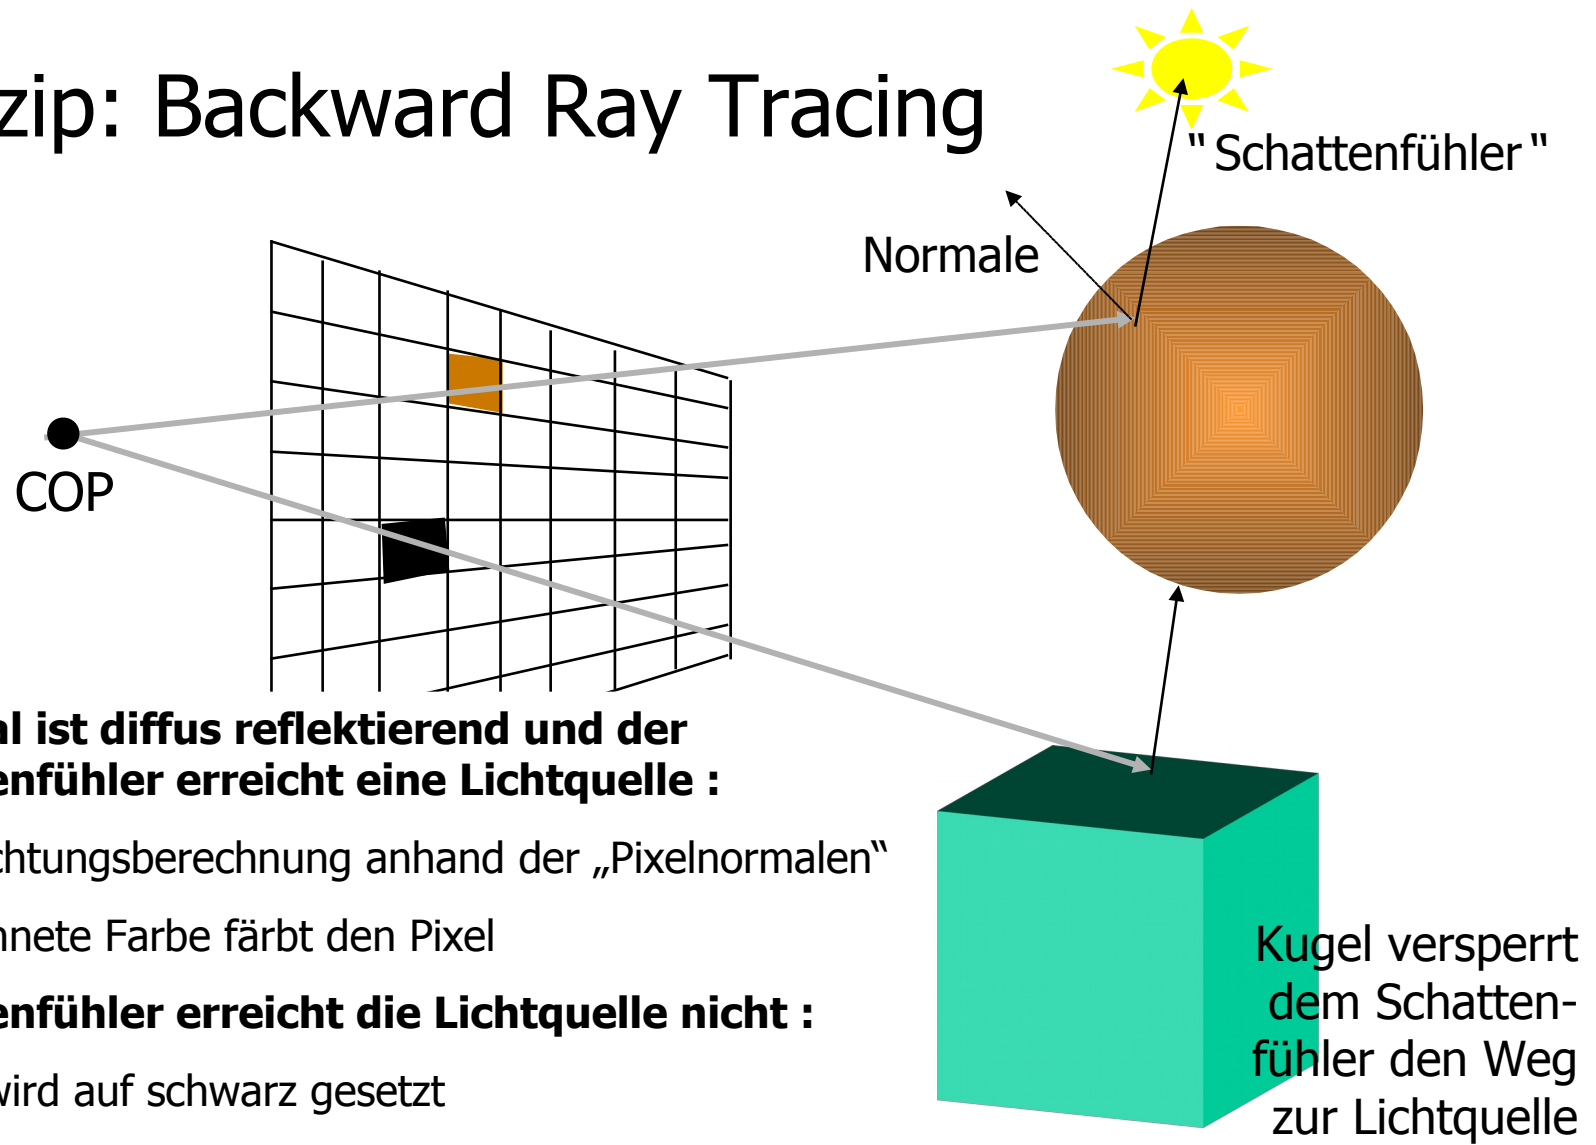 zip: Backward Ray Tracing
"Schattenfühler"
Normale
COP
al ist diffus reflektierend und der
enfühler erreicht eine Lichtquelle :
chtungsberechnung anhand der „Pixelnormalen“
hnete Farbe färbt den Pixel
enfühler erreicht die Lichtquelle nicht :
wird auf schwarz gesetzt
Kugel versperrt
dem Schatten-
fühler den Weg
zur Lichtquelle